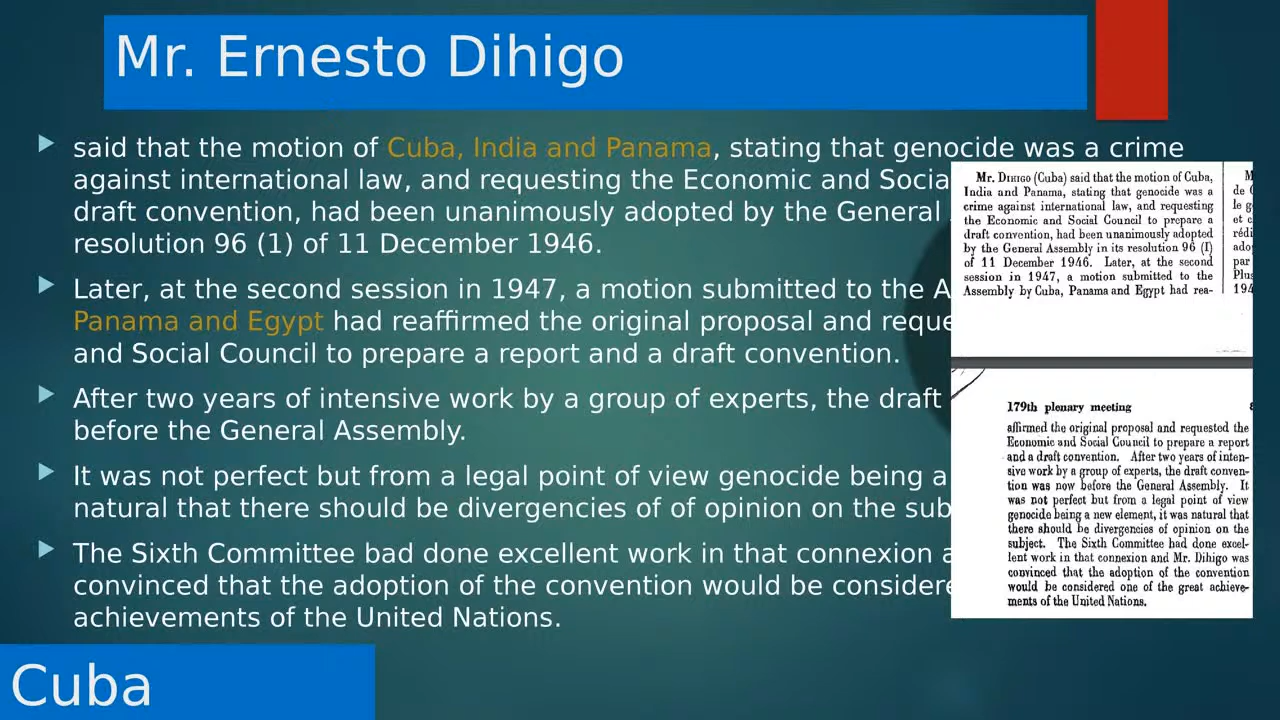 Mr. Ernesto Dihigo
said that the motion of Cuba, India and Panama, stating that genocide was a crime
against international law, and requesting the Economic and Socia
draft convention, had been unanimously adopted by the General
resolution 96 (1) of 11 December 1946.
Later, at the second session in 1947, a motion submitted to the A
Panama and Egypt had reaffirmed the original proposal and reque
and Social Council to prepare a report and a draft convention.
After two years of intensive work by a group of experts, the draft
before the General Assembly.
It was not perfect but from a legal point of view genocide being a
natural that there should be divergencies of of opinion on the sub
The Sixth Committee bad done excellent work in that connexion a
convinced that the adoption of the convention would be considere
achievements of the United Nations.
Cuba
Mr. DIHIGO (Cuba) said that the motion of Cuba,
India and Panama, stating that genocide was a
crime against international law, and requesting
the Economic and Social Council to prepare a
draft convention, had been unanimously adopted
by the General Assembly in its resolution 96 (I)
of 11 December 1946. Later, at the second
session in 1947, a motion submitted to the
Assembly by Cuba, Panama and Egypt had rea-
M
de
le g
et c
rédi
ado
par
Plu
194
179th plenary meeting
affirmed the original proposal and requested the
Economic and Social Council to prepare a report
and a draft convention. After two years of inten-
sive work by a group of experts, the draft conven-
tion was now before the General Assembly. It
was not perfect but from a legal point of view
genocide being a new element, it was natural that
there should be divergencies of opinion on the
subject. The Sixth Committee had done excel-
lent work in that connexion and Mr. Dihigo was
convinced that the adoption of the convention
would be considered one of the great achieve-
ments of the United Nations.